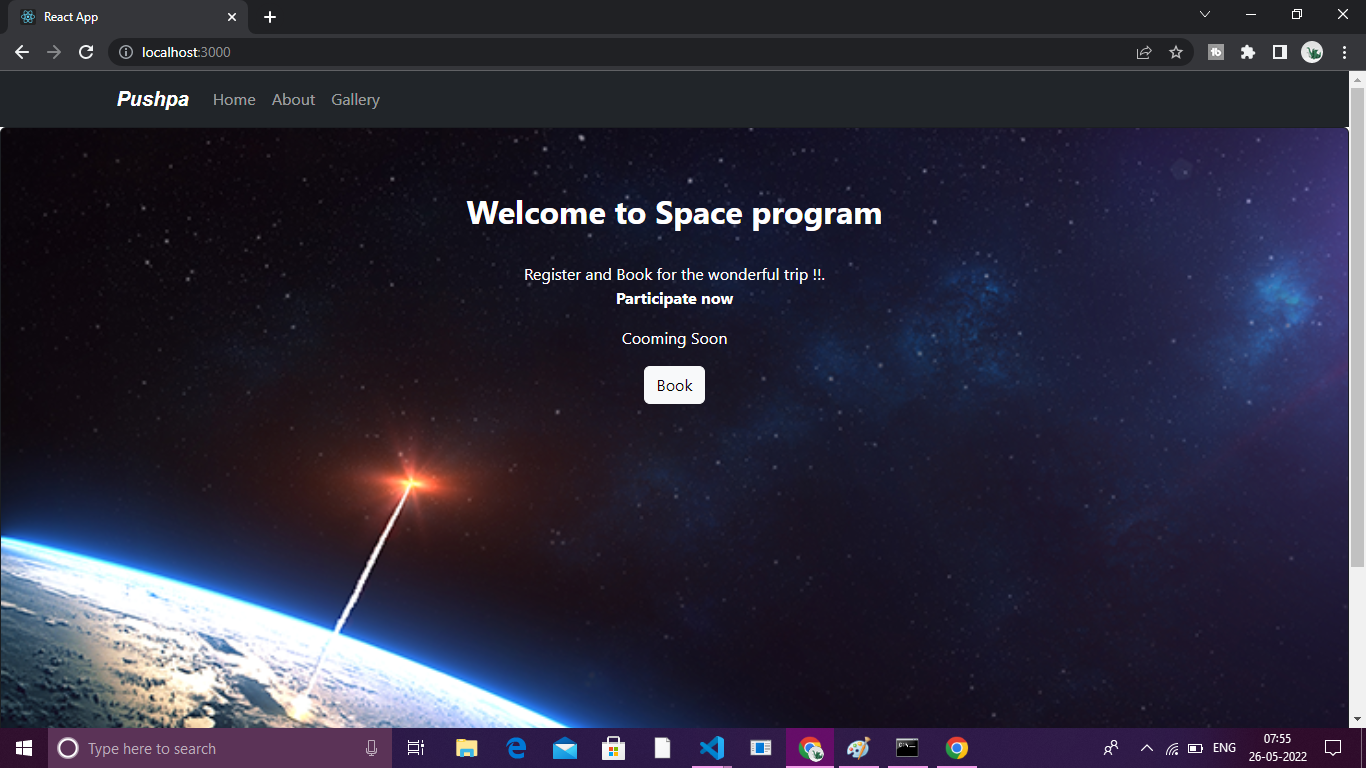 React App
localhost:3000
Pushpa Home About Gallery
Welcome to Space program
Register and Book for the wonderful trip !!.
Participate now
Cooming Soon
Book
Type here to search
ENG
07:55
26-05-2022